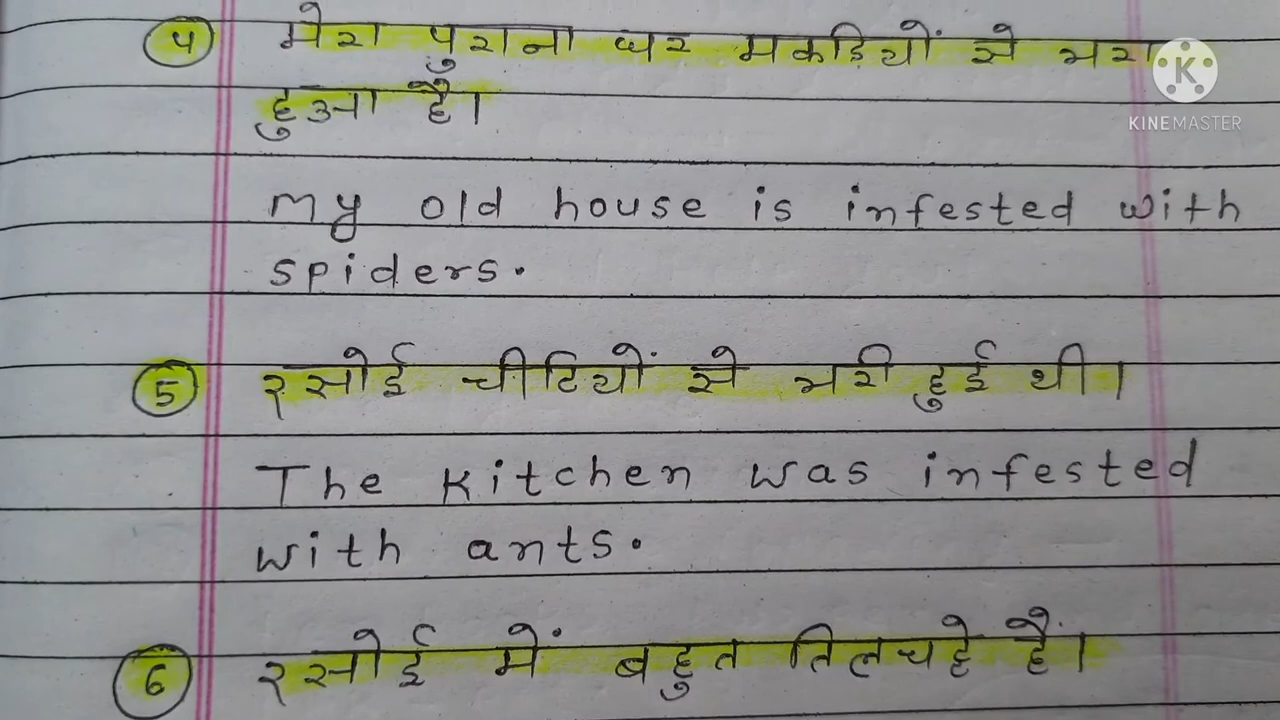 4 मेरा पुराना घर मकड़ियों से भरा
हुआ है।
My old house is infested with
spiders.
5 रसोई चीटियों से भरी हुई थी।
The Kitchen was infested
with ants.
6 रसोई में बहुत तिलचट्टे हैं।
KINEMASTER